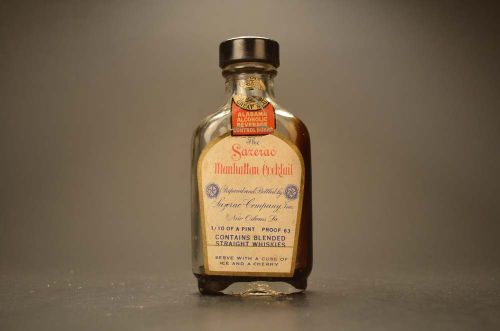 ALABAMA
ALCOHOLIC
BEVERAGE
CONTROL BOARD
The
Sazerac
Manhattan Cocktail
Prepared and Bottled by
Sazerac Company, Inc.
New Orleans La
1/10 OF A PINT PROOF 63
CONTAINS BLENDED
STRAIGHT WHISKIES
SERVE WITH A CUBE OF
ICE AND A CHERRY